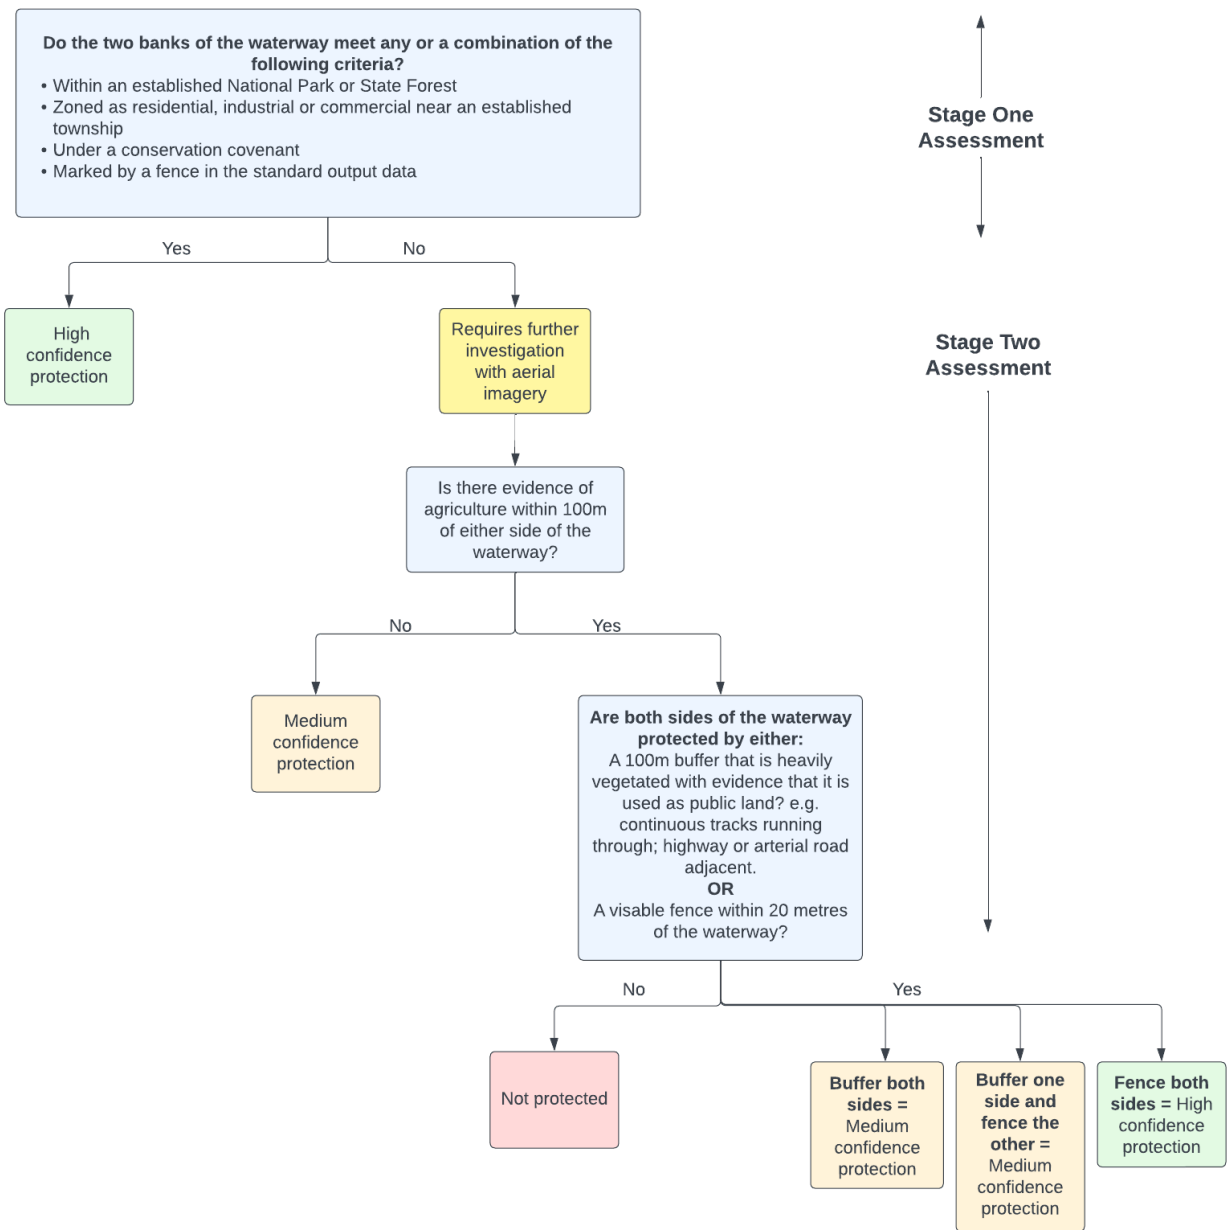 Do the two banks of the waterway meet any or a combination of the
following criteria?
• Within an established National Park or State Forest
• Zoned as residential, industrial or commercial near an established
township
• Under a conservation covenant
• Marked by a fence in the standard output data
Stage One
Assessment
Yes
No
High
confidence
protection
Requires further
investigation
with aerial
imagery
Stage Two
Assessment
Is there evidence of
agriculture within 100m
of either side of the
waterway?
No
Yes
Medium
confidence
protection
Are both sides of the waterway
protected by either:
A 100m buffer that is heavily
vegetated with evidence that it is
used as public land? e.g.
continuous tracks running
through; highway or arterial road
adjacent.
OR
A visable fence within 20 metres
of the waterway?
No
Yes
Not protected
Buffer both
sides =
Medium
confidence
protection
Buffer one
side and
fence the
other =
Medium
confidence
protection
Fence both
sides = High
confidence
protection